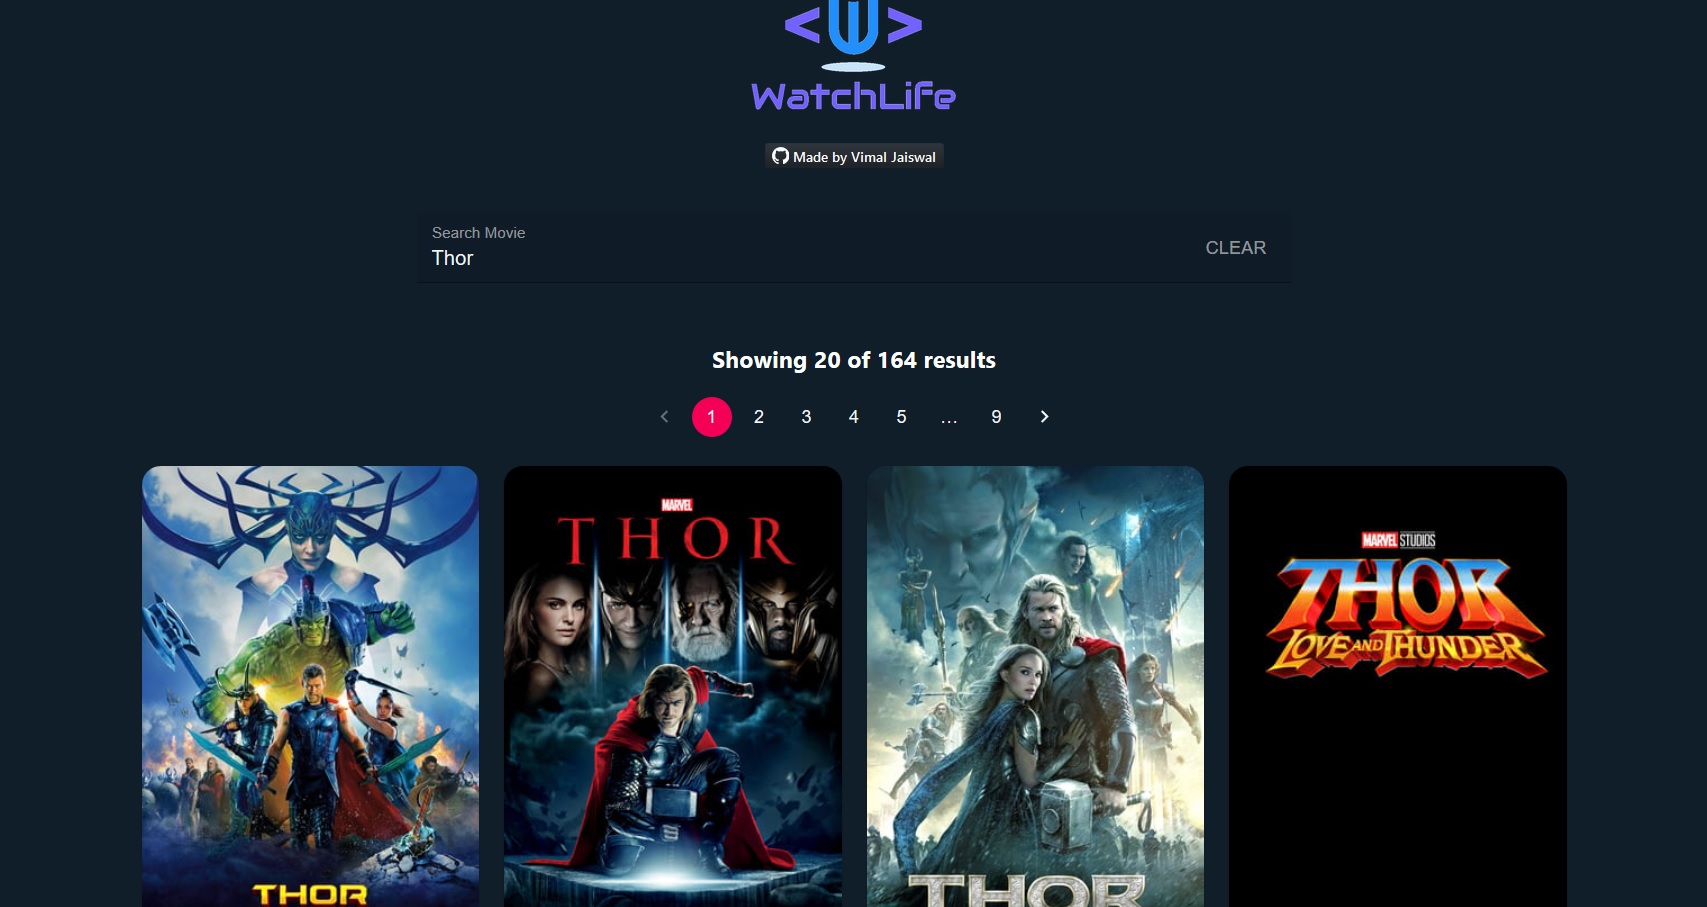 WatchLife
Made by Vimal Jaiswal
Search Movie
Thor
CLEAR
Showing 20 of 164 results
1 2 3 4 5 … 9
THOR
MARVEL
THOR
THOR
MARVEL STUDIOS
THOR
LOVE AND THUNDER